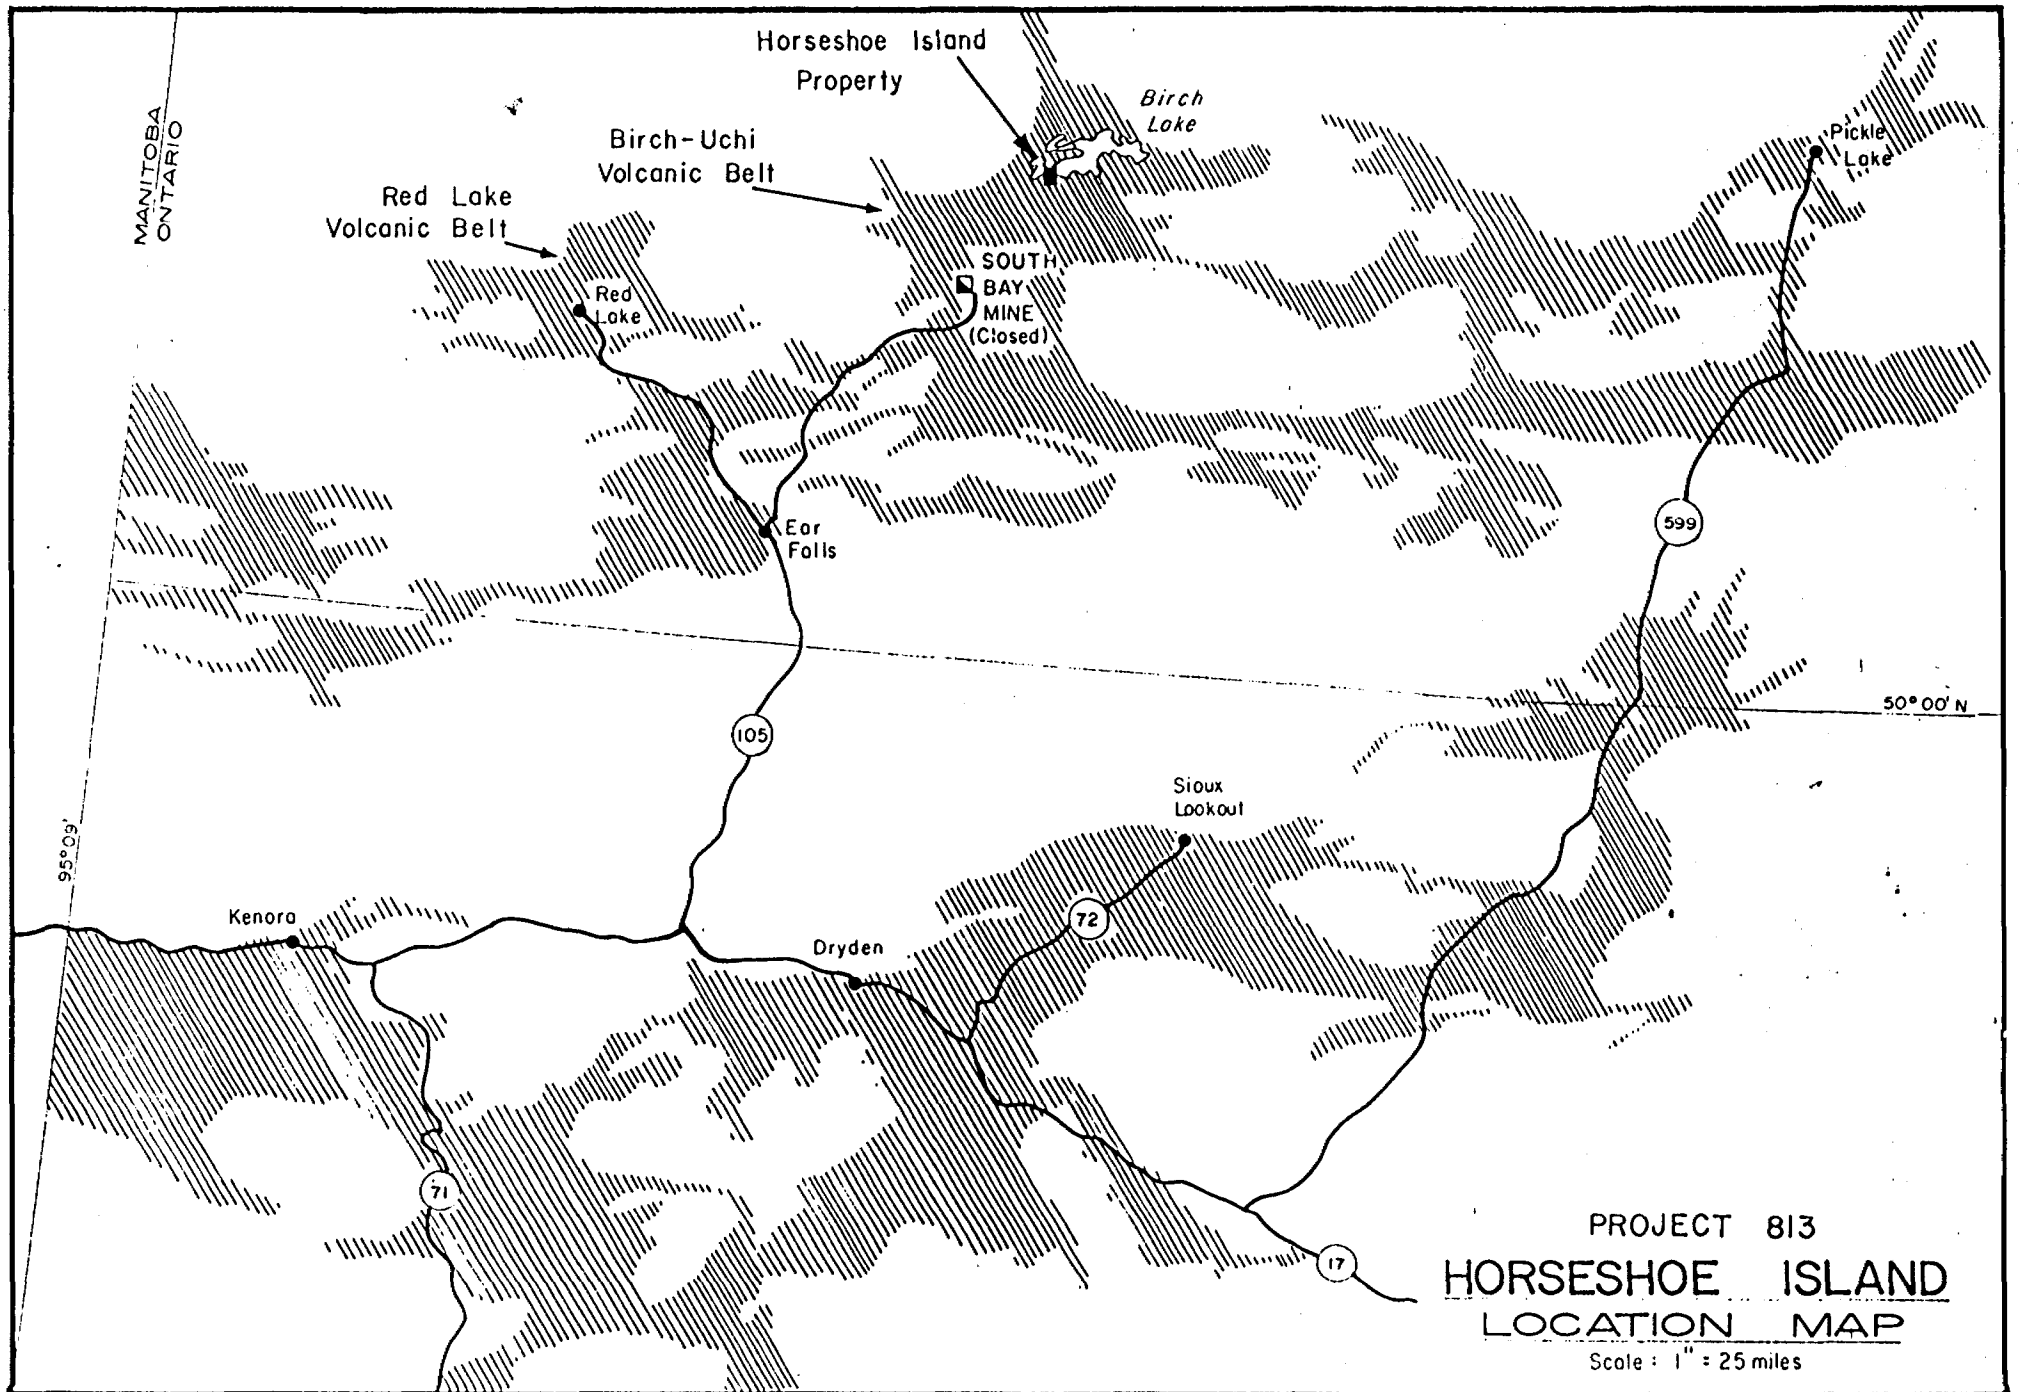 Horseshoe Island
Property
Birch
Lake
MANITOBA
ONTARIO
Birch-Uchi
Volcanic Belt
Pickle
Lake
Red Lake
Volcanic Belt
SOUTH
BAY
MINE
(Closed)
Red
Lake
599
Ear
Falls
50°00' N
105
Sioux
Lookout
95°09'
Kenora
72
Dryden
71
17
PROJECT 813
HORSESHOE ISLAND
LOCATION MAP
Scale : 1" = 25 miles